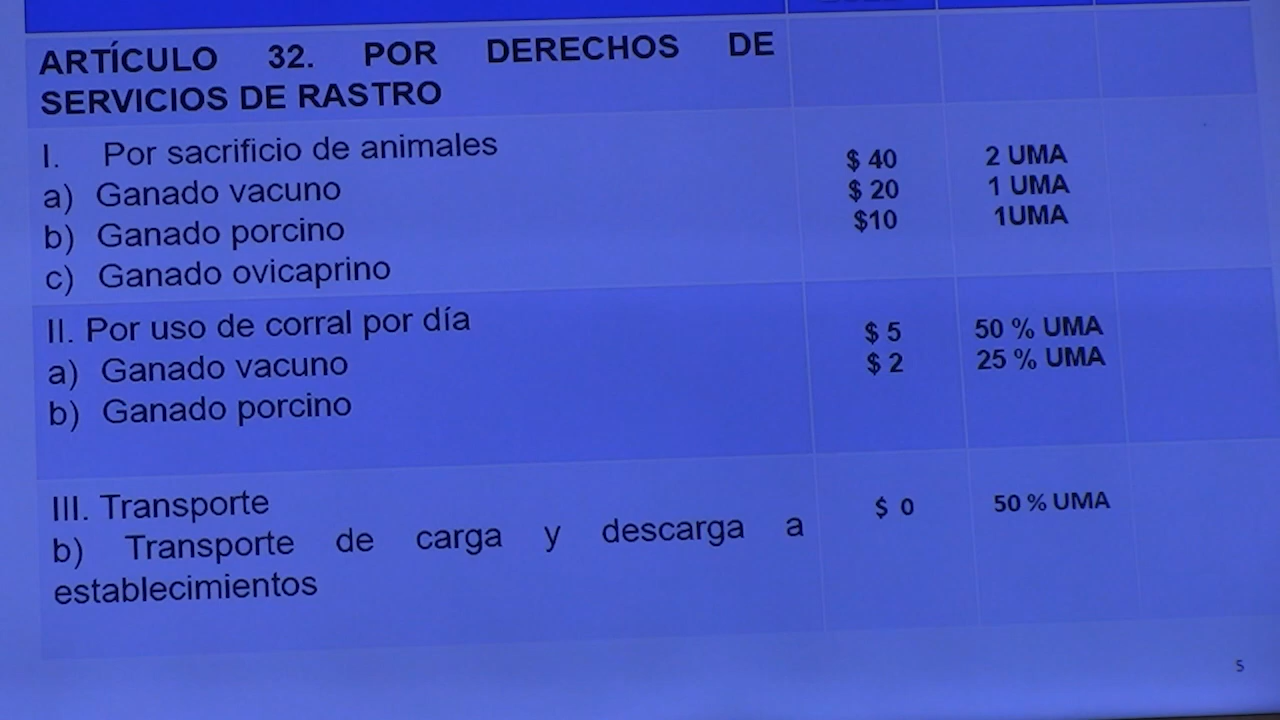 ARTÍCULO 32. POR DERECHOS DE
SERVICIOS DE RASTRO
I. Por sacrificio de animales
a) Ganado vacuno
b) Ganado porcino
c) Ganado ovicaprino
$ 40 2 UMA
$ 20 1 UMA
$10 1UMA
II. Por uso de corral por día
a) Ganado vacuno
b) Ganado porcino
$ 5 50 % UMA
$ 2 25 % UMA
III. Transporte
b) Transporte de carga y descarga a
establecimientos
$ 0 50 % UMA
5